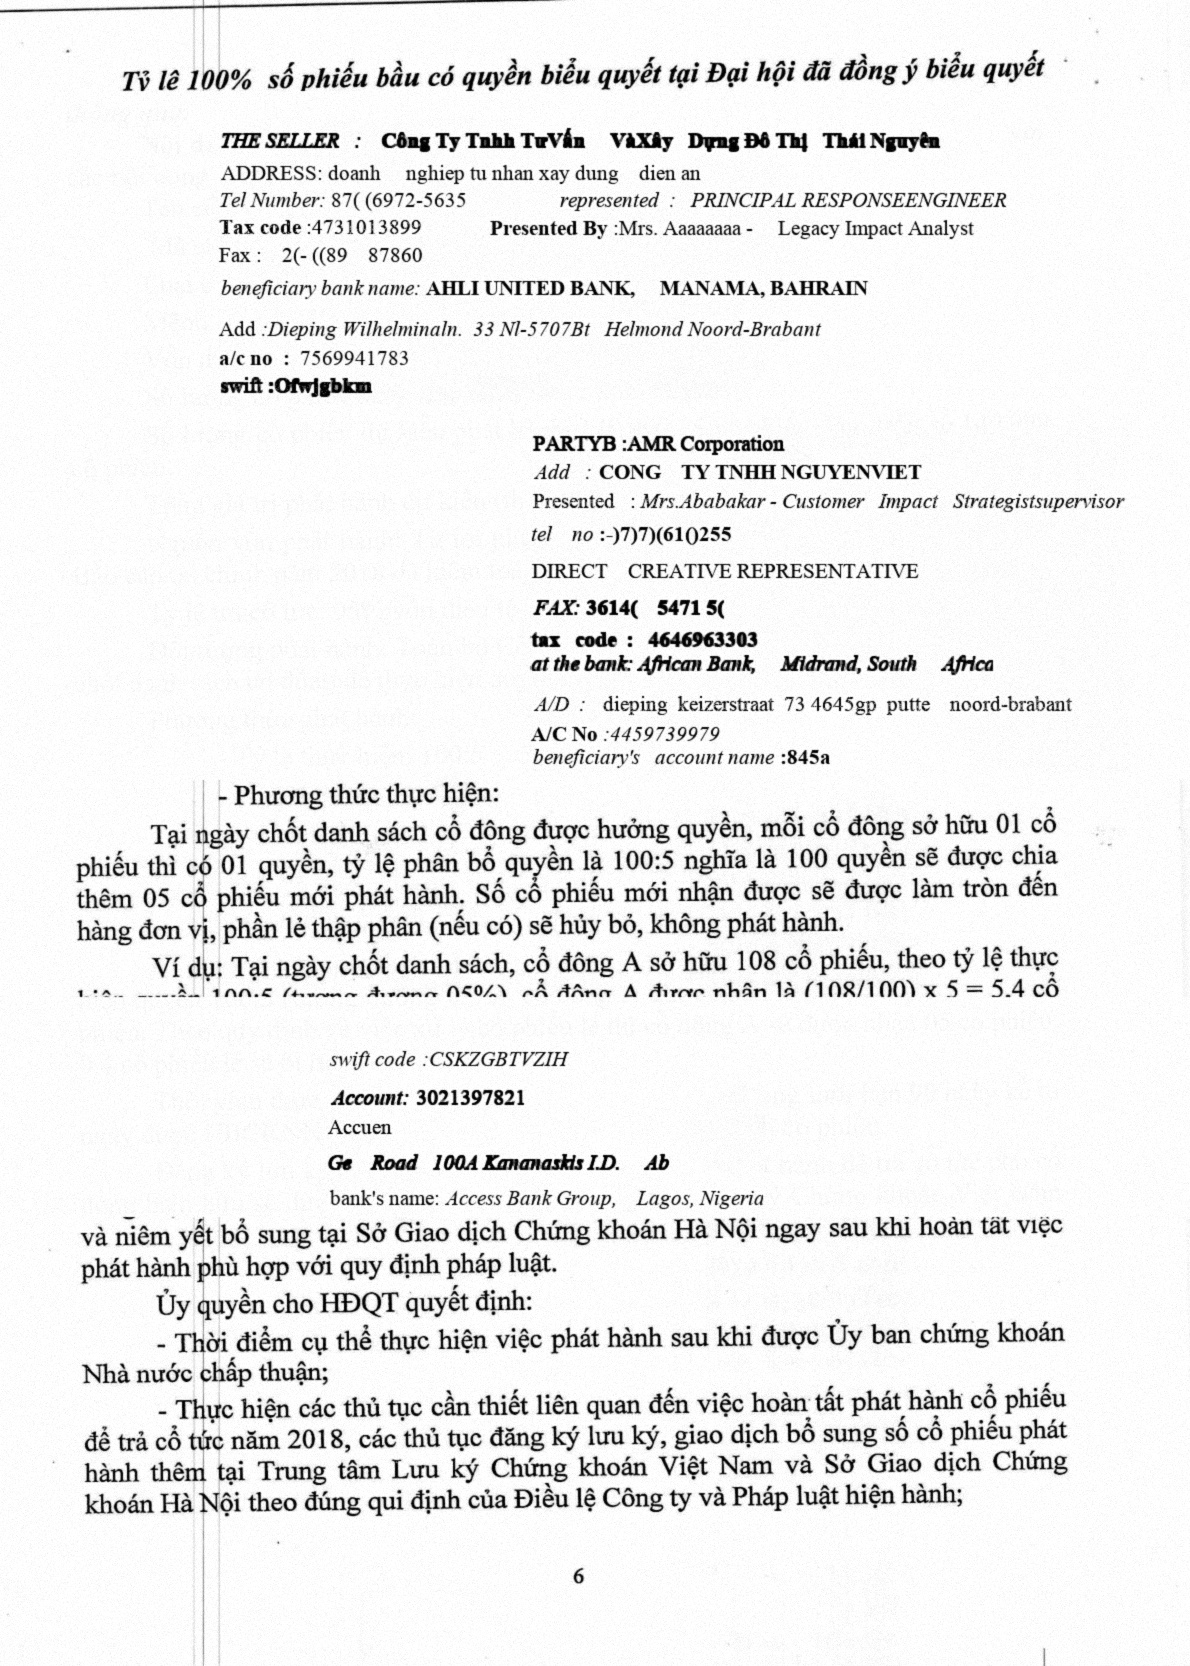 Tỷ lê 100% số phiếu bầu có quyền biểu quyết tại Đại hội đã đồng ý biểu quyết
THE SELLER : Công Ty Tnhh TưVấn VàXây Dựng Đô Thị Thái Nguyên
ADDRESS: doanh nghiep tu nhan xay dung dien an
Tel Number: 87( (6972-5635 represented : PRINCIPAL RESPONSEENGINEER
Tax code :4731013899 Presented By :Mrs. Aaaaaaaa - Legacy Impact Analyst
Fax : 2(- ((89 87860
beneficiary bank name: AHLI UNITED BANK, MANAMA, BAHRAIN
Add :Dieping Wilhelminaln. 33 Nl-5707Bt Helmond Noord-Brabant
a/c no : 7569941783
swift :Ofwjgbkm
PARTYB :AMR Corporation
Add : CONG TY TNHH NGUYENVIET
Presented : Mrs.Ababakar - Customer Impact Strategistsupervisor
tel no :-)7)7)(61()255
DIRECT CREATIVE REPRESENTATIVE
FAX: 3614( 5471 5(
tax code : 4646963303
at the bank: African Bank, Midrand, South Africa
A/D : dieping keizerstraat 73 4645gp putte noord-brabant
A/C No :4459739979
beneficiary's account name :845a
- Phương thức thực hiện:
Tại ngày chốt danh sách cổ đông được hưởng quyền, mỗi cổ đông sở hữu 01 cổ
phiếu thì có 01 quyền, tỷ lệ phân bổ quyền là 100:5 nghĩa là 100 quyền sẽ được chia
thêm 05 cổ phiếu mới phát hành. Số cổ phiếu mới nhận được sẽ được làm tròn đến
hàng đơn vị, phần lẻ thập phân (nếu có) sẽ hủy bỏ, không phát hành.
Ví dụ: Tại ngày chốt danh sách, cổ đông A sở hữu 108 cổ phiếu, theo tỷ lệ thực
hiện quyền 100:5 (tương đương 05%), cổ đông A được nhận là (108/100) x 5 = 5,4 cổ
swift code :CSKZGBTVZIH
Account: 3021397821
Accuen
Ge Road 100A Kananaskis I.D. Ab
bank's name: Access Bank Group, Lagos, Nigeria
và niêm yết bổ sung tại Sở Giao dịch Chứng khoán Hà Nội ngay sau khi hoàn tất việc
phát hành phù hợp với quy định pháp luật.
Ủy quyền cho HĐQT quyết định:
- Thời điểm cụ thể thực hiện việc phát hành sau khi được Ủy ban chứng khoán
Nhà nước chấp thuận;
- Thực hiện các thủ tục cần thiết liên quan đến việc hoàn tất phát hành cổ phiếu
để trả cổ tức năm 2018, các thủ tục đăng ký lưu ký, giao dịch bổ sung số cổ phiếu phát
hành thêm tại Trung tâm Lưu ký Chứng khoán Việt Nam và Sở Giao dịch Chứng
khoán Hà Nội theo đúng qui định của Điều lệ Công ty và Pháp luật hiện hành;
6